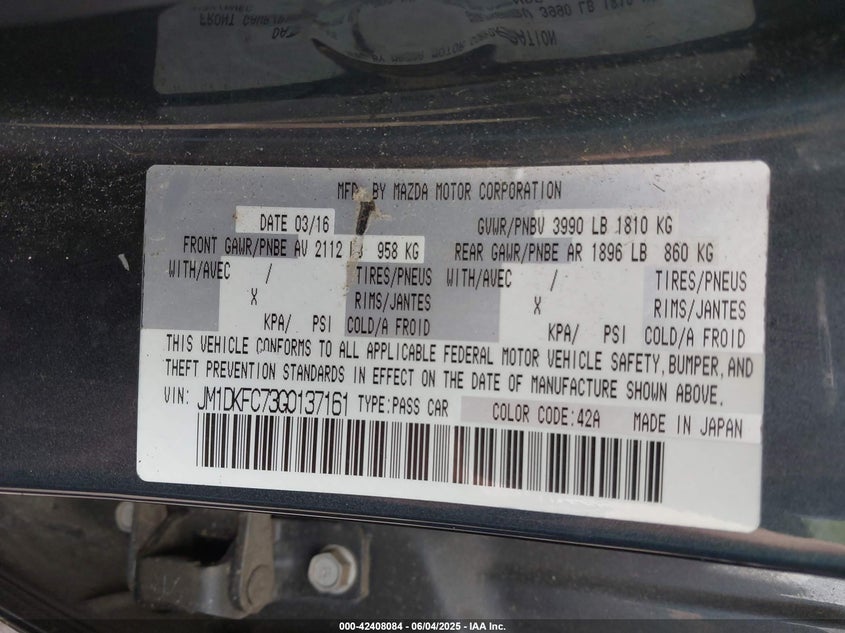 MFD. BY MAZDA MOTOR CORPORATION
DATE 03/16 GVWR/PNBV 3990 LB 1810 KG
FRONT GAWR/PNBE AV 2112 958 KG REAR GAWR/PNBE AR 1896 LB 860 KG
WITH/AVEC / TIRES/PNEUS WITH/AVEC / TIRES/PNEUS
X RIMS/JANTES X RIMS/JANTES
KPA/ PSI COLD/A FROID KPA/ PSI COLD/A FROID
THIS VEHICLE CONFORMS TO ALL APPLICABLE FEDERAL MOTOR VEHICLE SAFETY, BUMPER, AND
THEFT PREVENTION STANDARDS IN EFFECT ON THE DATE OF MANUFACTURE SHOWN ABOVE.
VIN: JM1DKFC73G0137161 TYPE:PASS CAR COLOR CODE:42A MADE IN JAPAN
000-42408084 - 06/04/2025 - IAA Inc.